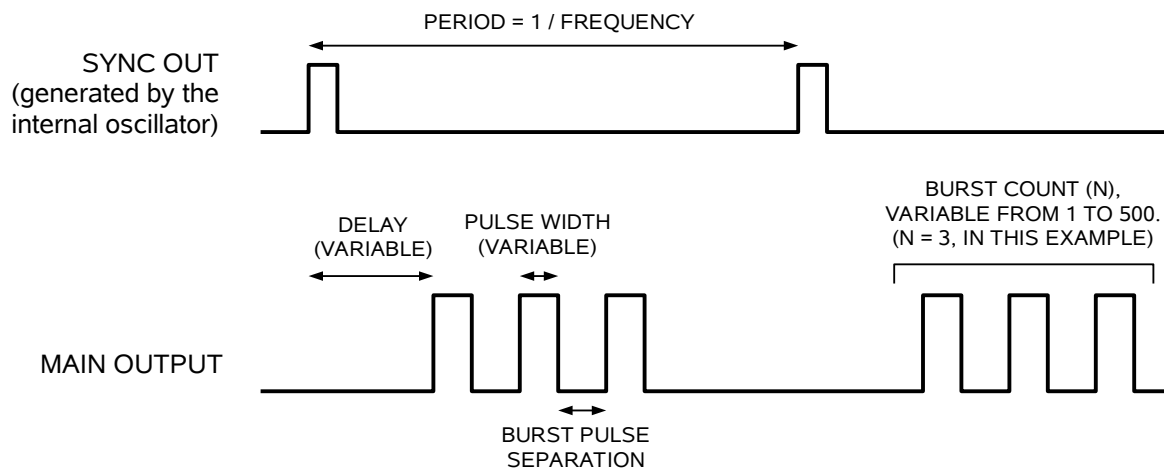 PERIOD = 1 / FREQUENCY
SYNC OUT
(generated by the
internal oscillator)
BURST COUNT (N),
VARIABLE FROM 1 TO 500.
(N = 3, IN THIS EXAMPLE)
DELAY
(VARIABLE)
PULSE WIDTH
(VARIABLE)
MAIN OUTPUT
BURST PULSE
SEPARATION